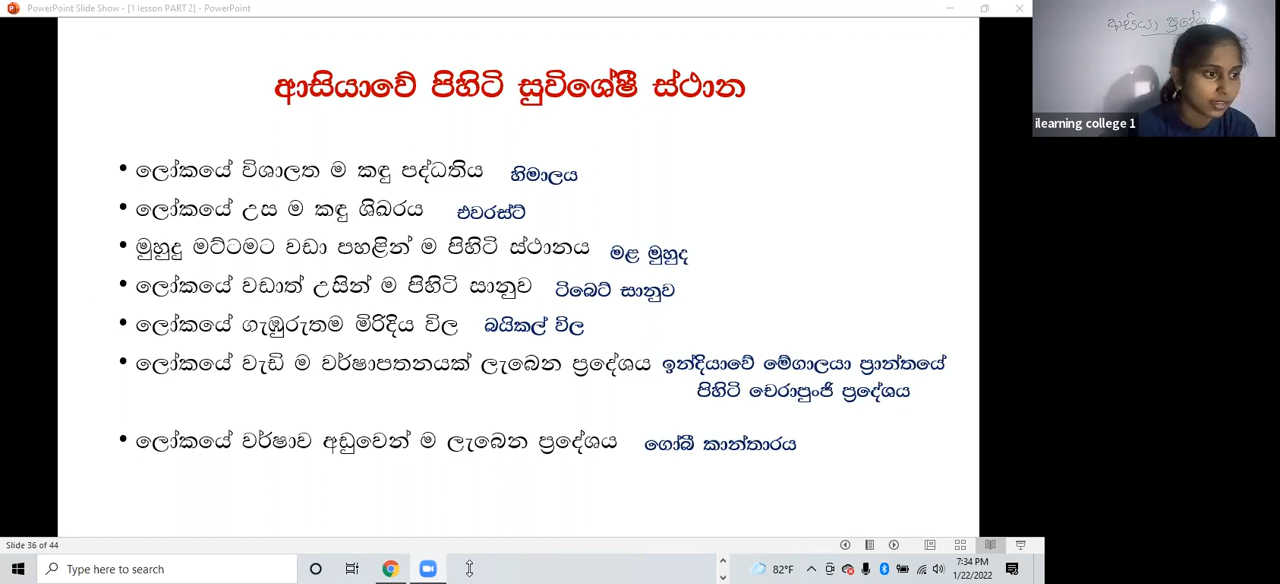 PowerPoint Slide Show - [1 lesson PART 2] - PowerPoint
ආසියා ප්‍රදේ
ilearning college 1
ආසියාවේ පිහිටි සුවිශේෂී ස්ථාන
• ලෝකයේ විශාලත ම කඳු පද්ධතිය හිමාලය
• ලෝකයේ උස ම කඳු ශිඛරය එවරස්ට්
• මුහුදු මට්ටමට වඩා පහළින් ම පිහිටි ස්ථානය මළ මුහුද
• ලෝකයේ වඩාත් උසින් ම පිහිටි සානුව ටිබෙට් සානුව
• ලෝකයේ ගැඹුරුතම මිරිදිය විල බයිකල් විල
• ලෝකයේ වැඩි ම වර්ෂාපතනයක් ලැබෙන ප්‍රදේශය ඉන්දියාවේ මේගාලයා ප්‍රාන්තයේ
පිහිටි චෙරාපුංජි ප්‍රදේශය
• ලෝකයේ වර්ෂාව අඩුවෙන් ම ලැබෙන ප්‍රදේශය ගෝබී කාන්තාරය
Slide 36 of 44
Type here to search
82°F
7:34 PM
1/22/2022